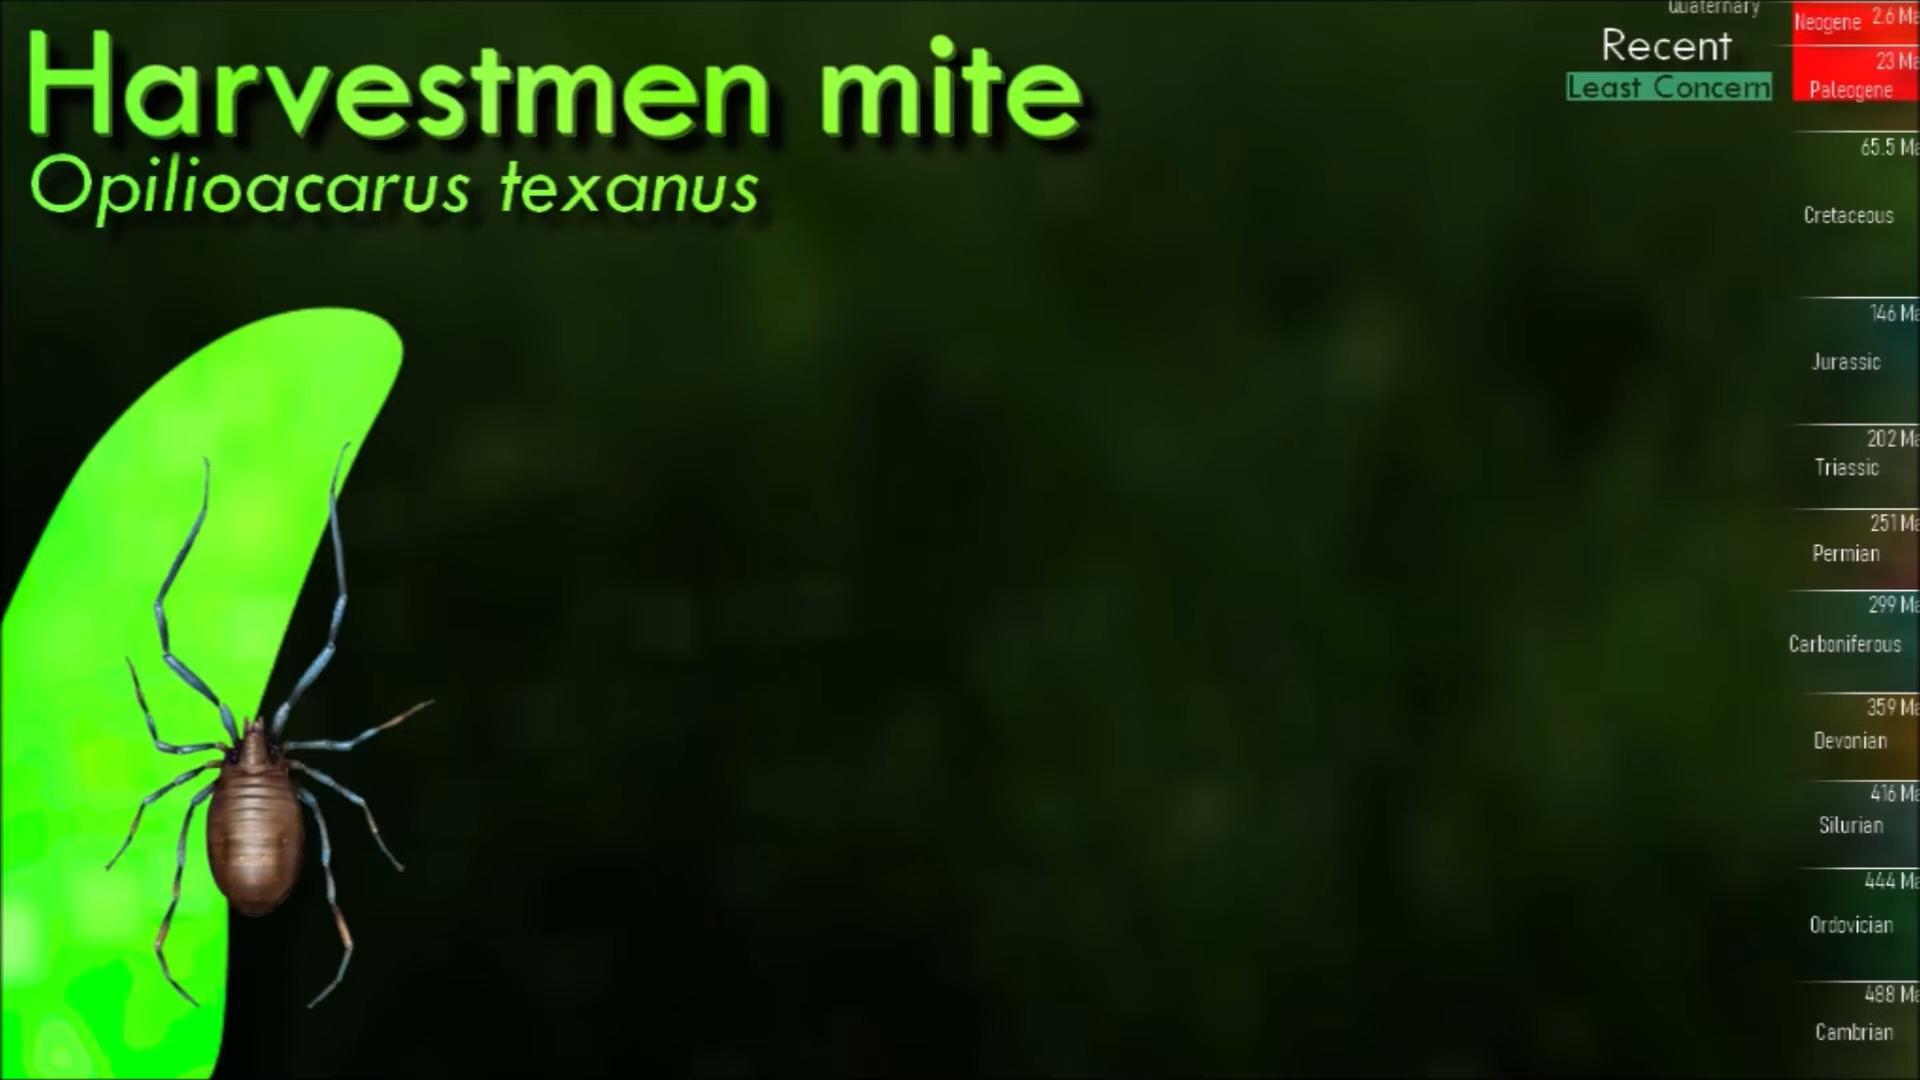 Harvestmen mite
Opilioacarus texanus
Quaternary
Recent
Least Concern
Neogene 2.6 Ma
23 Ma
Paleogene
65.5 Ma
Cretaceous
146 Ma
Jurassic
202 Ma
Triassic
251 Ma
Permian
299 Ma
Carboniferous
359 Ma
Devonian
416 Ma
Silurian
444 Ma
Ordovician
488 Ma
Cambrian